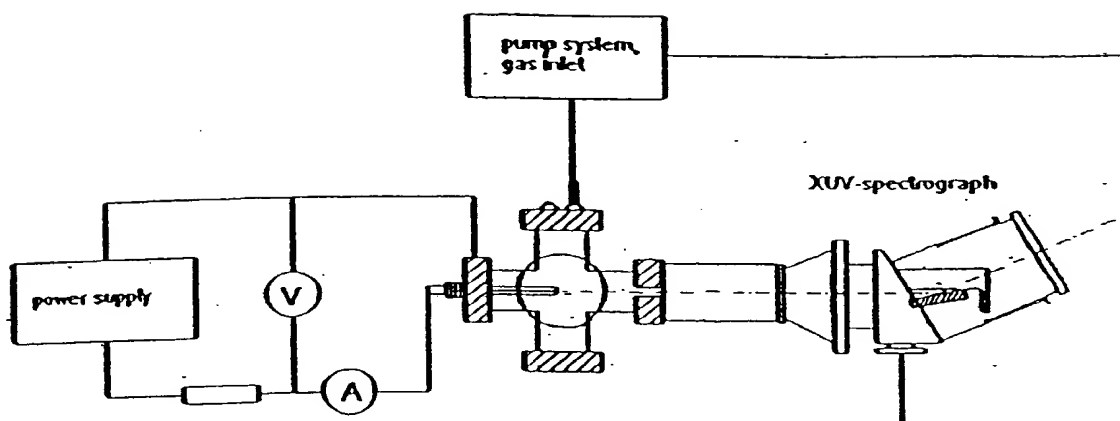 pump system,
gas inlet
XUV-spectrograph
power supply
V
A